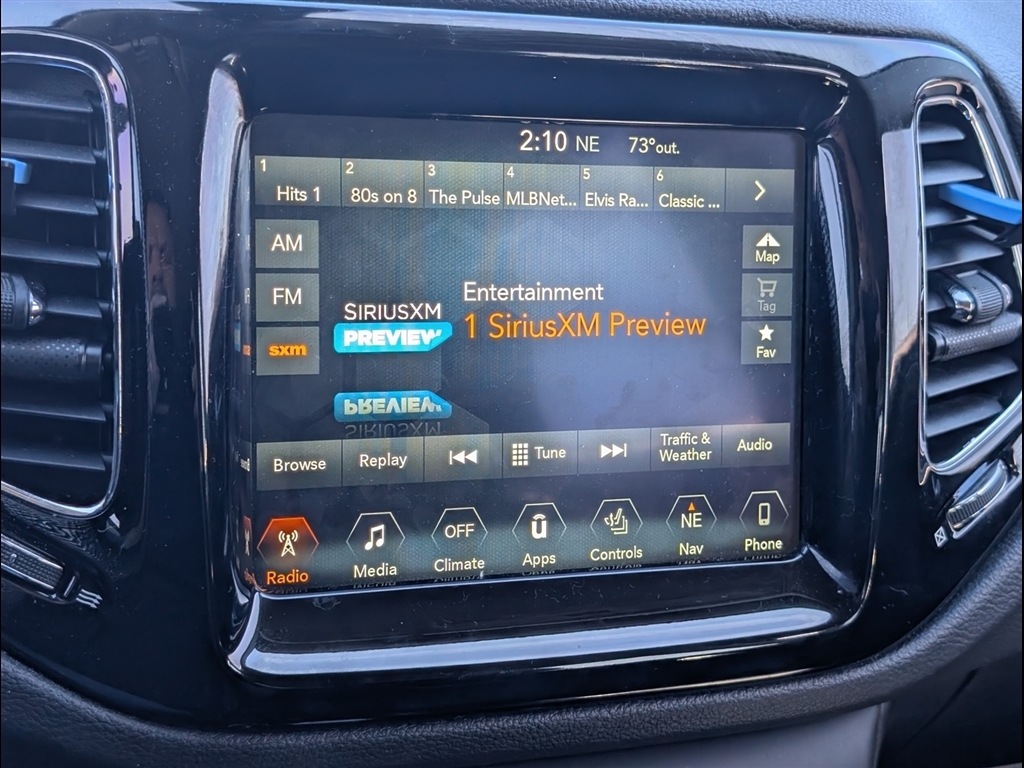 2:10 NE 73°out.
1 2 3 4 5 6
Hits 1 80s on 8 The Pulse MLBNet... Elvis Ra... Classic ...
AM
Map
FM
Tag
sxm
Fav
SIRIUSXM
PREVIEW
Entertainment
1 SiriusXM Preview
PREVIEW
SIRIUSXM
Browse Replay Tune Traffic &
Weather Audio
OFF NE
Radio Media Climate Apps Controls Nav Phone